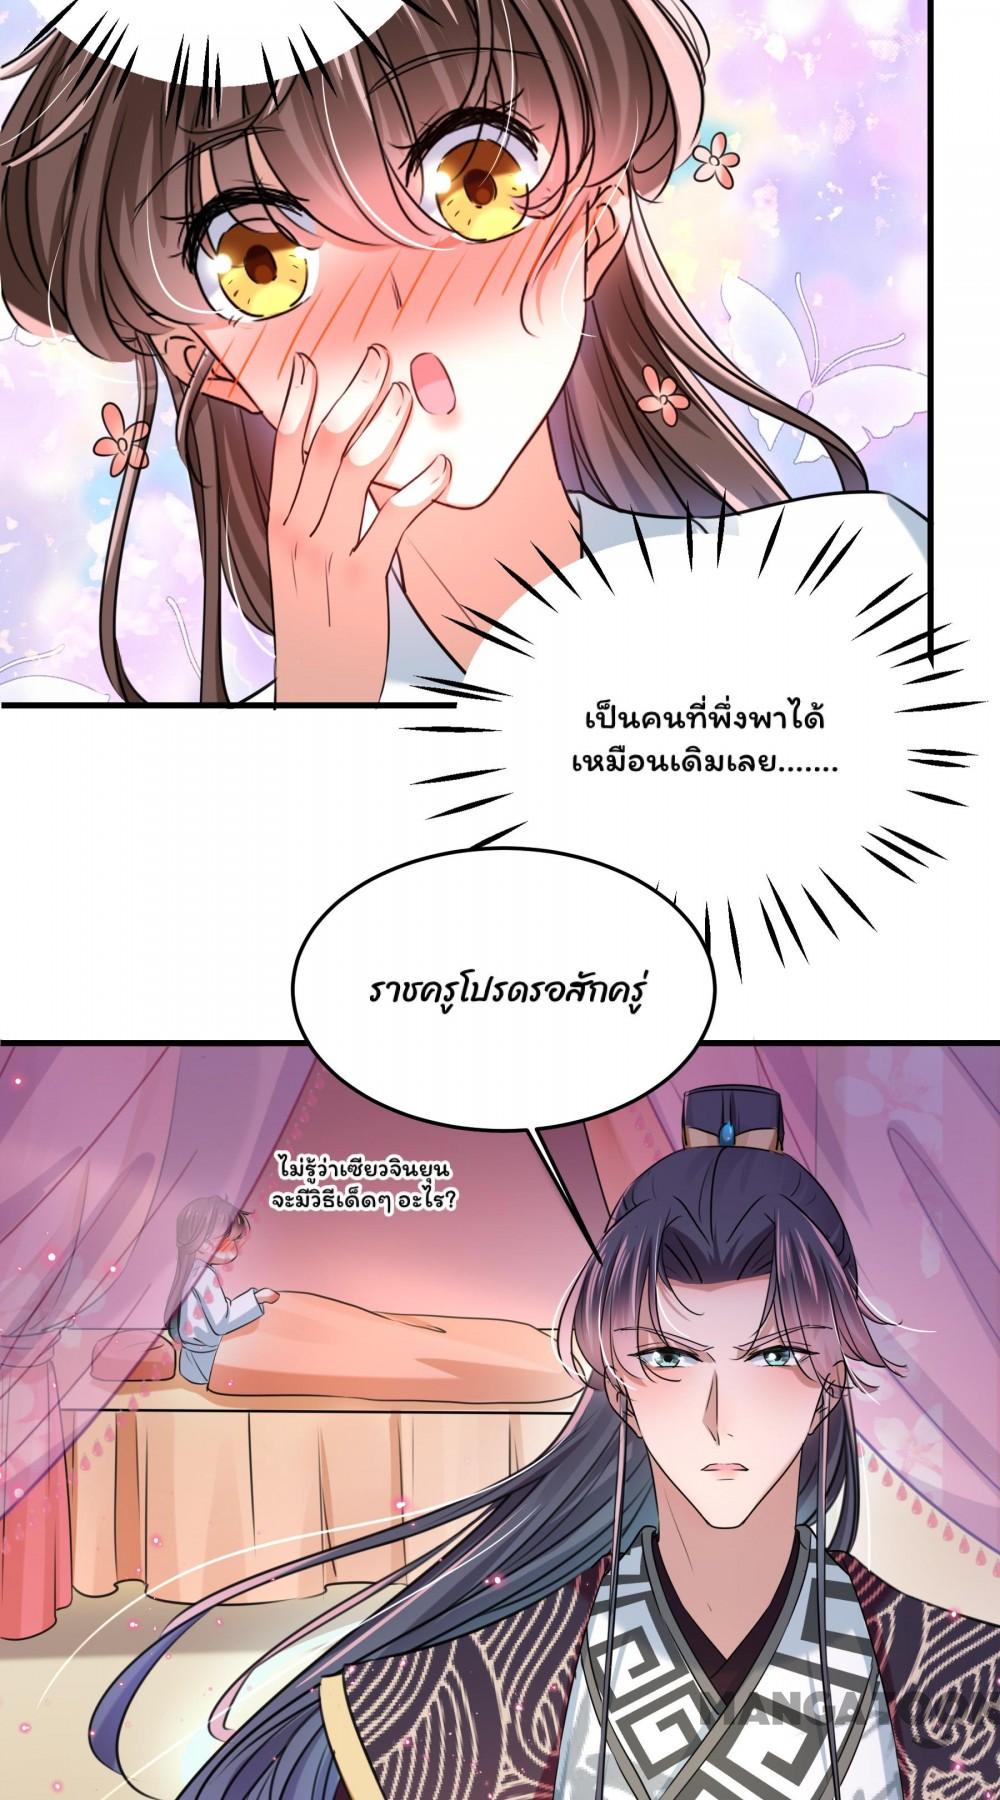 เป็นคนที่พึ่งพาได้
เหมือนเดิมเลย.......
ราชครูโปรดรอสักครู่
ไม่รู้ว่าเซียวจินยุน
จะมีวิธีเด็ดๆ อะไร?
MANGATOON